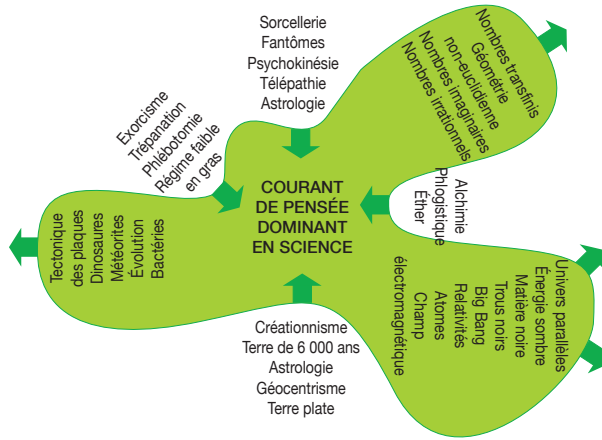 Sorcellerie
Fantômes
Psychokinésie
Télépathie
Astrologie
Nombres transfinis
Géométrie
non-euclidienne
Nombres imaginaires
Nombres irrationnels
Exorcisme
Trépanation
Phlébotomie
Régime faible
en gras
COURANT
DE PENSÉE
DOMINANT
EN SCIENCE
Alchimie
Phlogistique
Éther
Tectonique
des plaques
Dinosaures
Météorites
Évolution
Bactéries
Univers parallèles
Énergie sombre
Matière noire
Trous noirs
Big Bang
Relativités
Atomes
Champ
électromagnétique
Créationnisme
Terre de 6 000 ans
Astrologie
Géocentrisme
Terre plate